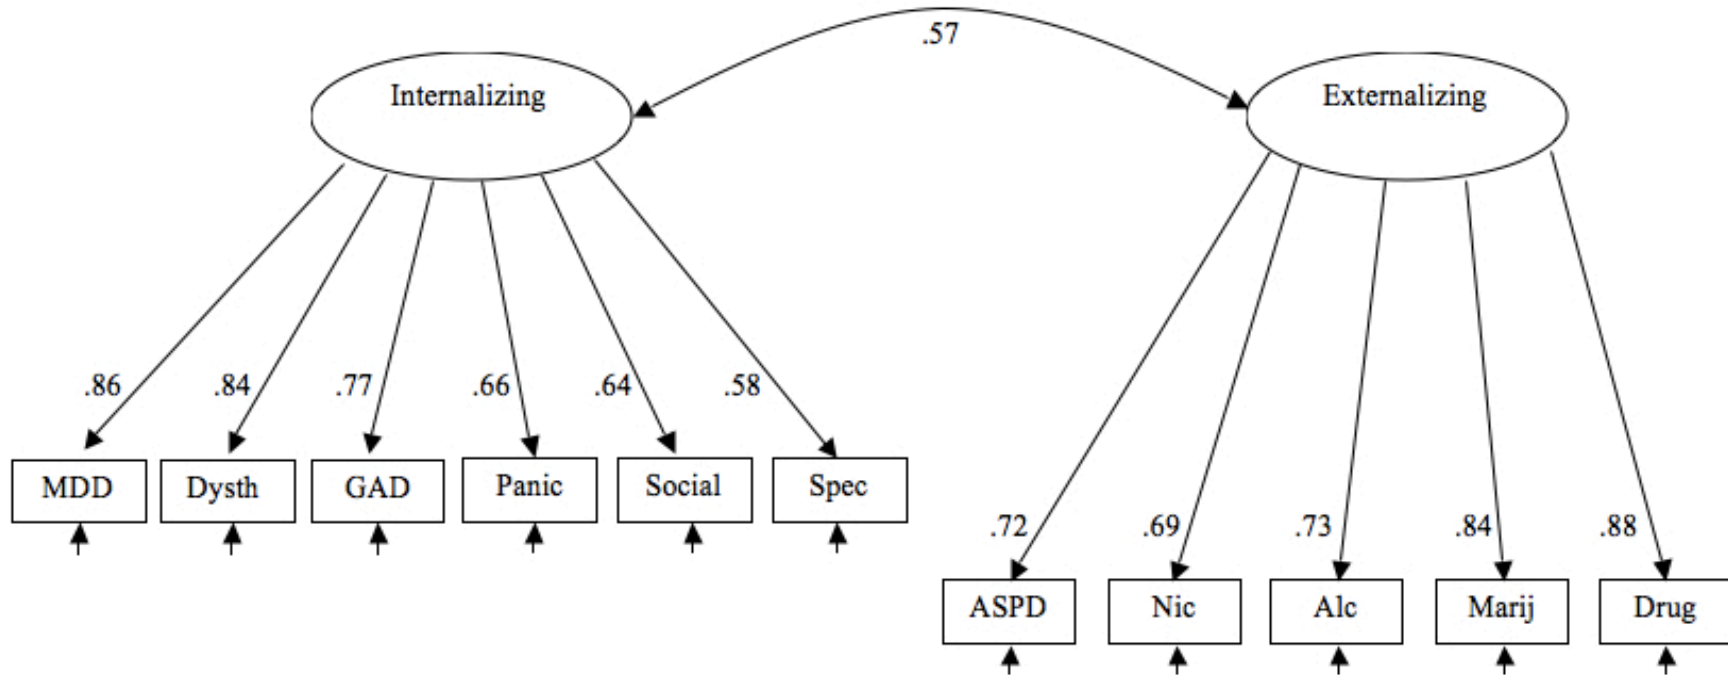 .57
Internalizing
Externalizing
.86 .84 .77 .66 .64 .58
MDD Dysth GAD Panic Social Spec
.72 .69 .73 .84 .88
ASPD Nic Alc Marij Drug